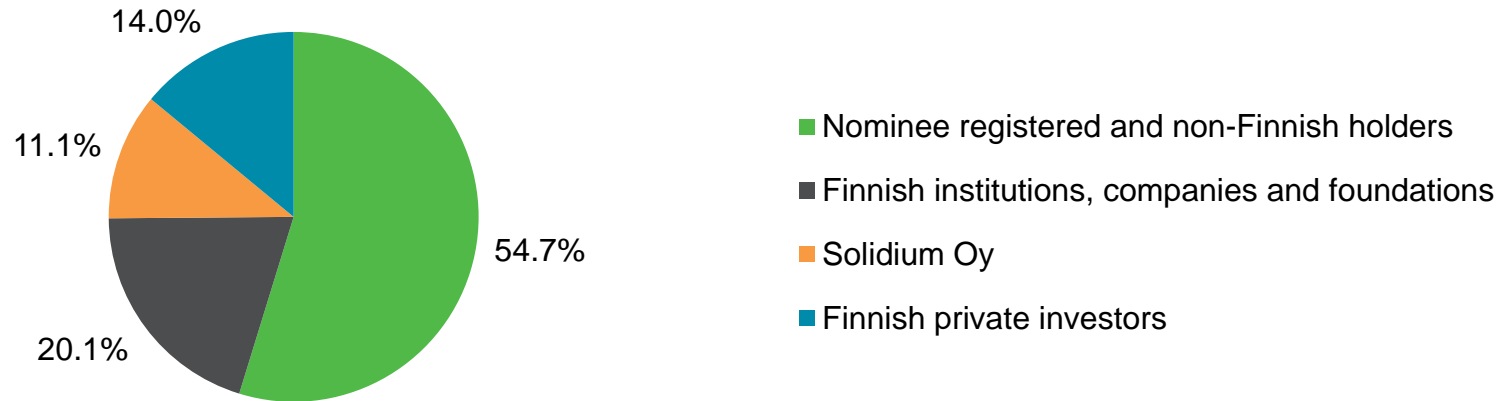 14.0%
11.1%
54.7%
20.1%
Nominee registered and non-Finnish holders
Finnish institutions, companies and foundations
Solidium Oy
Finnish private investors